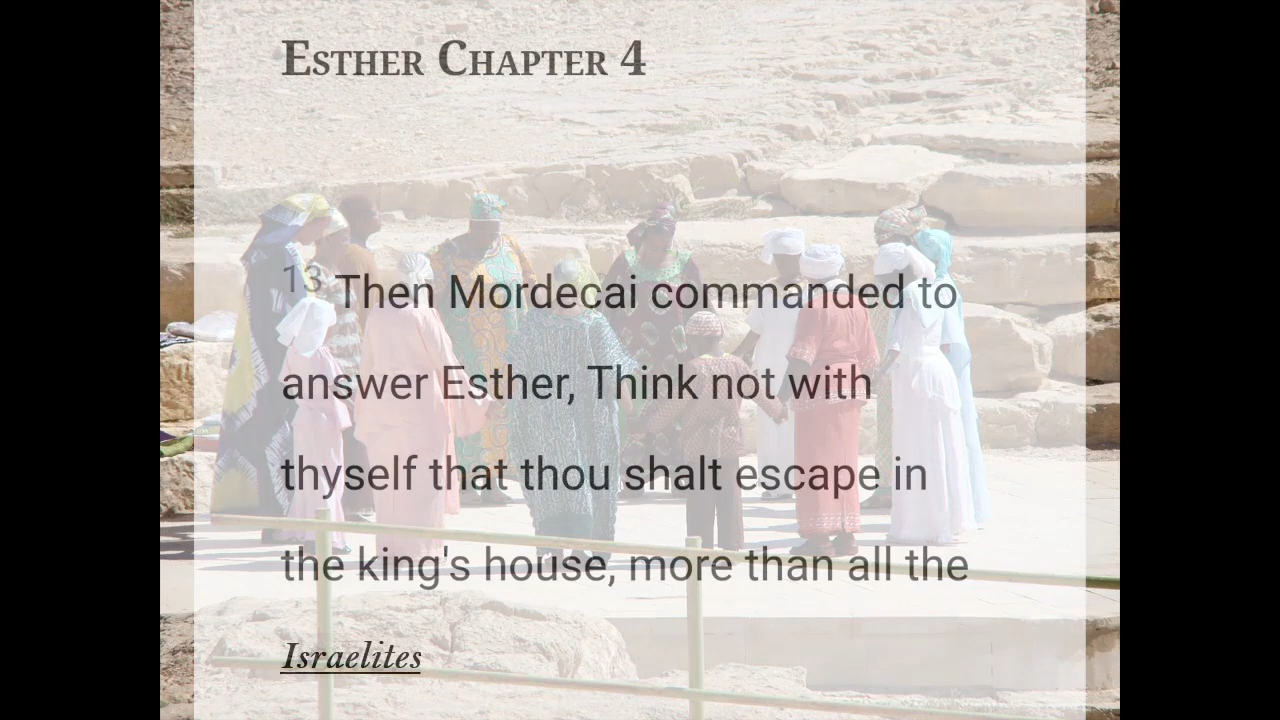 ESTHER CHAPTER 4
13 Then Mordecai commanded to
answer Esther, Think not with
thyself that thou shalt escape in
the king's house, more than all the
Israelites